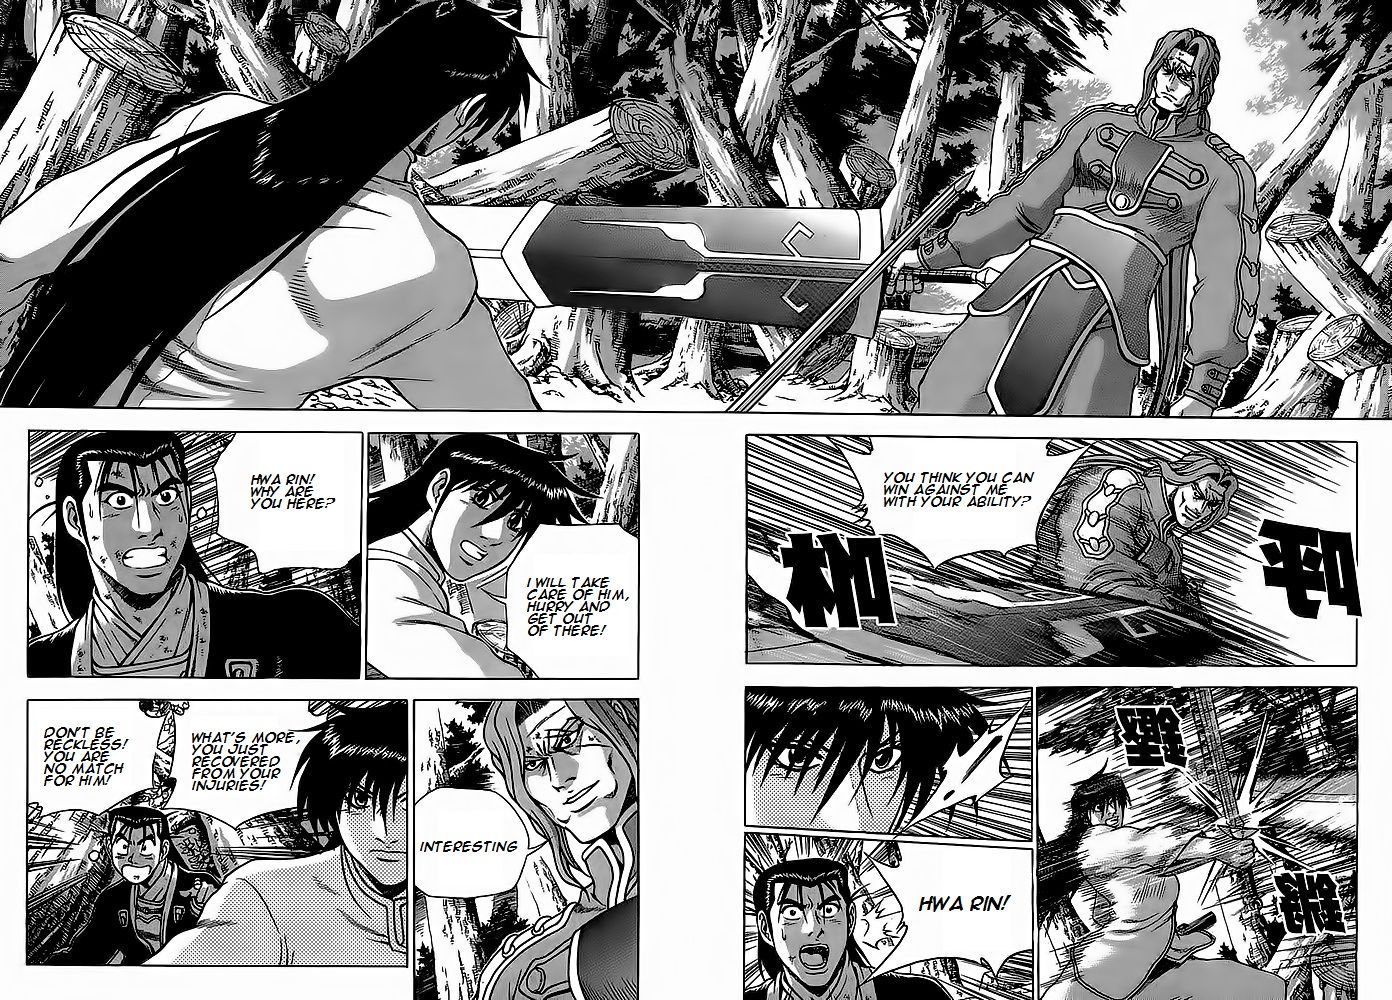 HWA RIN!
WHY ARE
YOU HERE?
I WILL TAKE
CARE OF HIM,
HURRY AND
GET OUT
OF THERE!
DON'T BE
RECKLESS!
YOU ARE
NO MATCH
FOR HIM!
WHAT'S MORE,
YOU JUST
RECOVERED
FROM YOUR
INJURIES!
INTERESTING
YOU THINK YOU CAN
WIN AGAINST ME
WITH YOUR ABILITY?
HWA RIN!